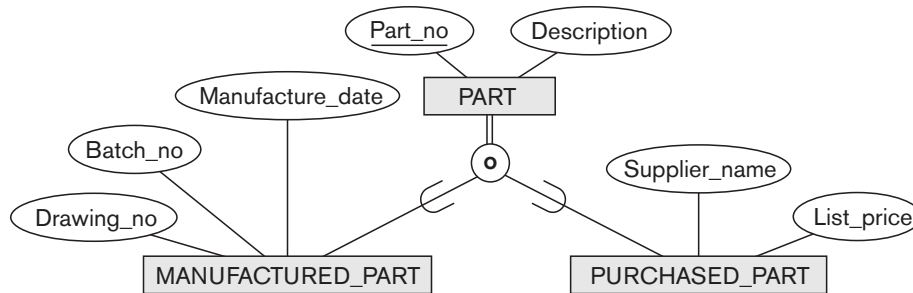 Part_no
Description
PART
Manufacture_date
Batch_no
Drawing_no
o
Supplier_name
List_price
MANUFACTURED_PART
PURCHASED_PART